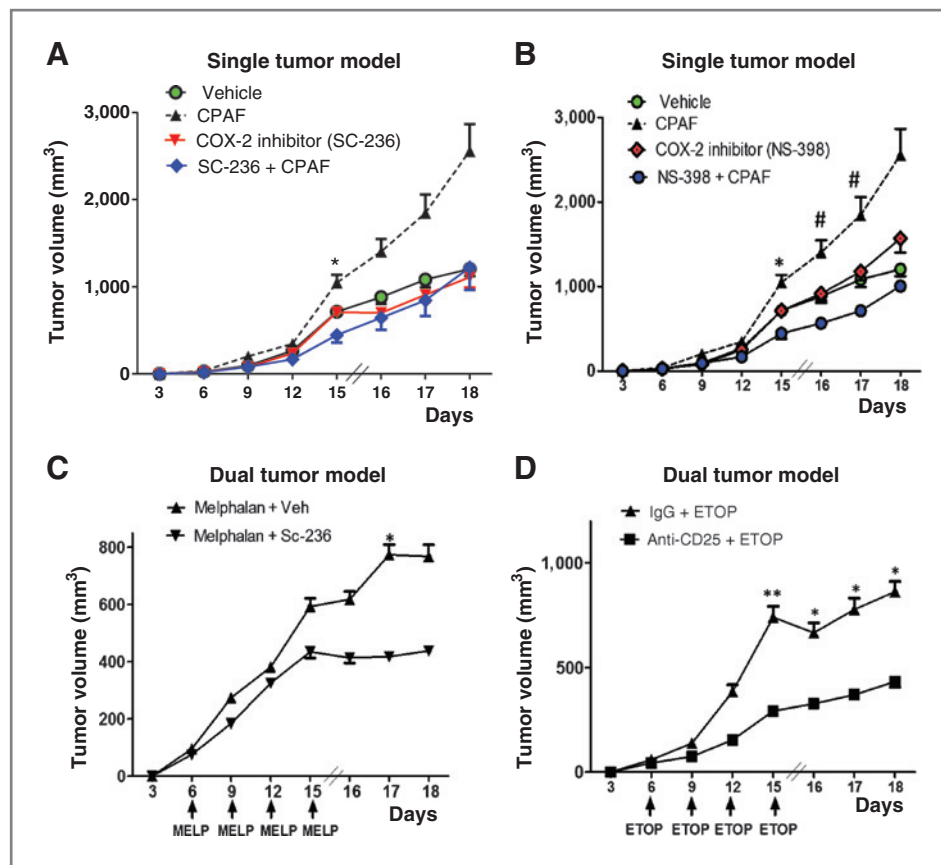 A
Single tumor model
Vehicle
CPAF
COX-2 inhibitor (SC-236)
SC-236 + CPAF
Tumor volume (mm3)
3,000
2,000
1,000
0
*
3 6 9 12 15 16 17 18
Days
B
Single tumor model
Vehicle
CPAF
COX-2 inhibitor (NS-398)
NS-398 + CPAF
Tumor volume (mm3)
3,000
2,000
1,000
0
* # #
3 6 9 12 15 16 17 18
Days
C
Dual tumor model
Melphalan + Veh
Melphalan + Sc-236
Tumor volume (mm3)
800
600
400
200
0
*
3 6 9 12 15 16 17 18
MELP MELP MELP MELP
Days
D
Dual tumor model
IgG + ETOP
Anti-CD25 + ETOP
Tumor volume (mm3)
1,000
500
0
** * * *
3 6 9 12 15 16 17 18
ETOP ETOP ETOP ETOP
Days